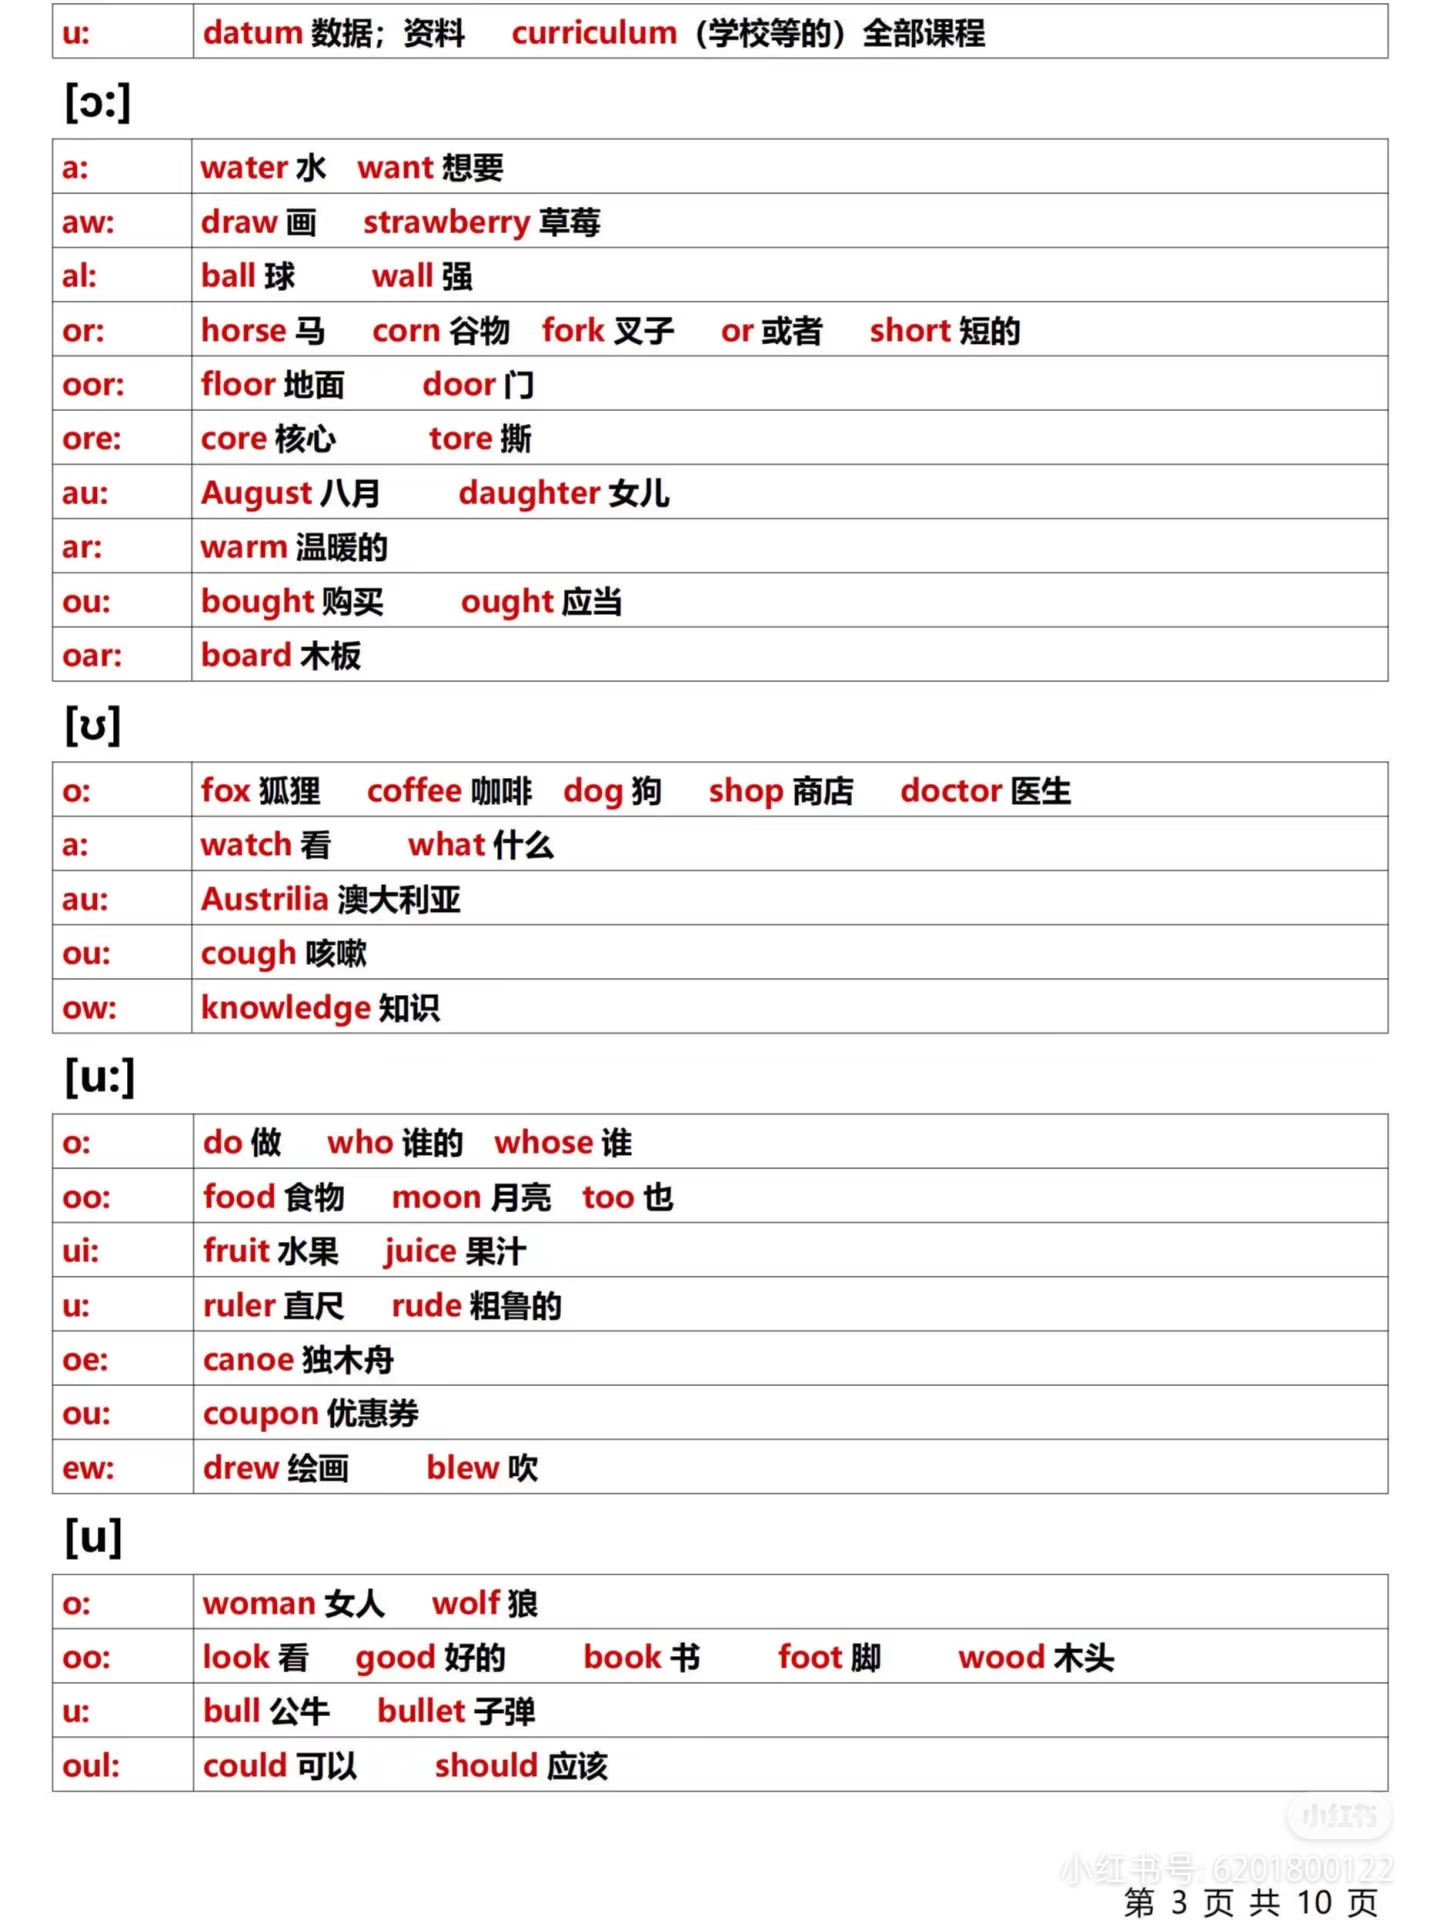 u: datum 数据；资料 curriculum（学校等的）全部课程
[ɔ:]
a: water 水 want 想要
aw: draw 画 strawberry 草莓
al: ball 球 wall 强
or: horse 马 corn 谷物 fork 叉子 or 或者 short 短的
oor: floor 地面 door 门
ore: core 核心 tore 撕
au: August 八月 daughter 女儿
ar: warm 温暖的
ou: bought 购买 ought 应当
oar: board 木板
[ʊ]
o: fox 狐狸 coffee 咖啡 dog 狗 shop 商店 doctor 医生
a: watch 看 what 什么
au: Austrilia 澳大利亚
ou: cough 咳嗽
ow: knowledge 知识
[u:]
o: do 做 who 谁的 whose 谁
oo: food 食物 moon 月亮 too 也
ui: fruit 水果 juice 果汁
u: ruler 直尺 rude 粗鲁的
oe: canoe 独木舟
ou: coupon 优惠券
ew: drew 绘画 blew 吹
[u]
o: woman 女人 wolf 狼
oo: look 看 good 好的 book 书 foot 脚 wood 木头
u: bull 公牛 bullet 子弹
oul: could 可以 should 应该
小红书
小红书号: 6201800122
第 3 页 共 10 页